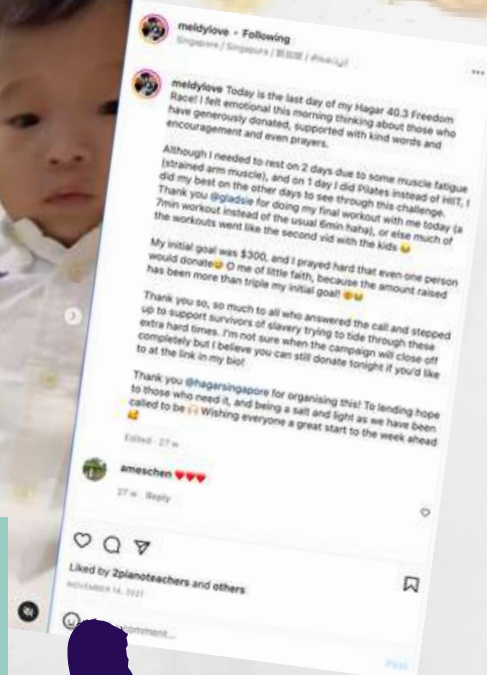 meldylove • Following
Singapore / Singapura /
meldylove Today is the last day of my Hagar 40.3 Freedom
Race! I felt emotional this morning thinking about those who
have generously donated, supported with kind words and
encouragement and even prayers.
Although I needed to rest on 2 days due to some muscle fatigue
(strained arm muscle), and on 1 day I did Pilates instead of HIIT, I
did my best on the other days to see through this challenge.
Thank you @gladsie for doing my final workout with me today (a
7min workout instead of the usual 6min haha), or else much of
the workouts went like the second vid with the kids 😂
My initial goal was $300, and I prayed hard that even one person
would donate😅 O me of little faith, because the amount raised
has been more than triple my initial goal!
Thank you so, so much to all who answered the call and stepped
up to support survivors of slavery trying to tide through these
extra hard times. I'm not sure when the campaign will close off
completely but I believe you can still donate tonight if you'd like
to at the link in my bio!
Thank you @hagarsingapore for organising this! To lending hope
to those who need it, and being a salt and light as we have been
called to be 🙌🏻 Wishing everyone a great start to the week ahead
🥰
Edited · 27 w
ameschen ❤️❤️❤️
27 w Reply
Liked by 2pianoteachers and others
NOVEMBER 14, 2021
comment...
Post